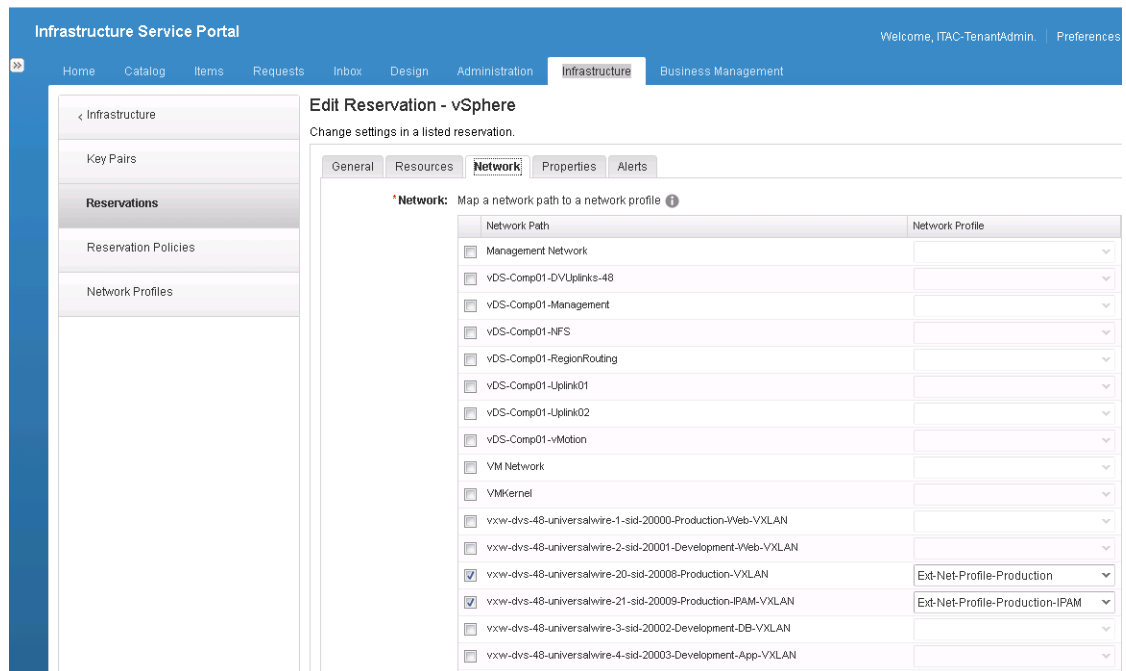 Infrastructure Service Portal
Welcome, ITAC-TenantAdmin. Preferences
Home Catalog Items Requests Inbox Design Administration Infrastructure Business Management
< Infrastructure
Key Pairs
Reservations
Reservation Policies
Network Profiles
Edit Reservation - vSphere
Change settings in a listed reservation.
General Resources Network Properties Alerts
*Network: Map a network path to a network profile
Network Path Network Profile
Management Network
vDS-Comp01-DVUplinks-48
vDS-Comp01-Management
vDS-Comp01-NFS
vDS-Comp01-RegionRouting
vDS-Comp01-Uplink01
vDS-Comp01-Uplink02
vDS-Comp01-vMotion
VM Network
VMKernel
vxw-dvs-48-universalwire-1-sid-20000-Production-Web-VXLAN
vxw-dvs-48-universalwire-2-sid-20001-Development-Web-VXLAN
vxw-dvs-48-universalwire-20-sid-20008-Production-VXLAN Ext-Net-Profile-Production
vxw-dvs-48-universalwire-21-sid-20009-Production-IPAM-VXLAN Ext-Net-Profile-Production-IPAM
vxw-dvs-48-universalwire-3-sid-20002-Development-DB-VXLAN
vxw-dvs-48-universalwire-4-sid-20003-Development-App-VXLAN